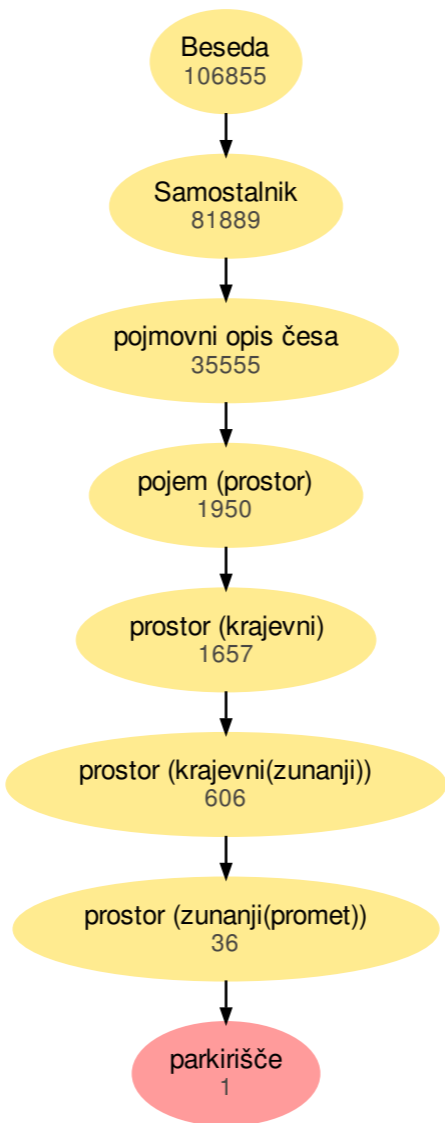 Beseda
106855
Samostalnik
81889
pojmovni opis česa
35555
pojem (prostor)
1950
prostor (krajevni)
1657
prostor (krajevni(zunanji))
606
prostor (zunanji(promet))
36
parkirišče
1